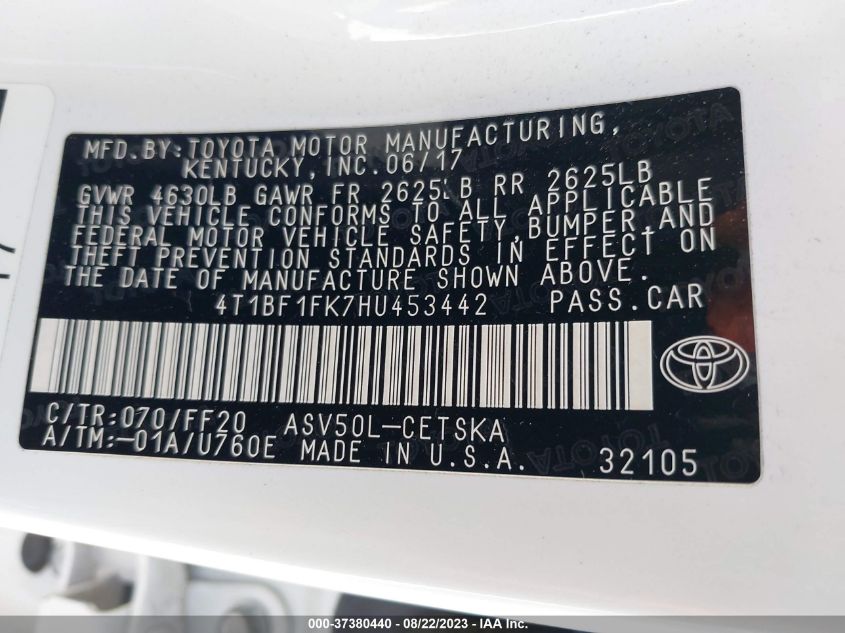 MFD.BY:TOYOTA MOTOR MANUFACTURING,
KENTUCKY,INC.06/17
GVWR 4630LB GAWR FR 2625LB RR 2625LB
THIS VEHICLE CONFORMS TO ALL APPLICABLE
FEDERAL MOTOR VEHICLE SAFETY,BUMPER,AND
THEFT PREVENTION STANDARDS IN EFFECT ON
THE DATE OF MANUFACTURE SHOWN ABOVE.
4T1BF1FK7HU453442 PASS.CAR
C/TR:070/FF20 ASV50L-CETSKA
A/TM:-01A/U760E MADE IN U.S.A. 32105
000-37380440 - 08/22/2023 - IAA Inc.